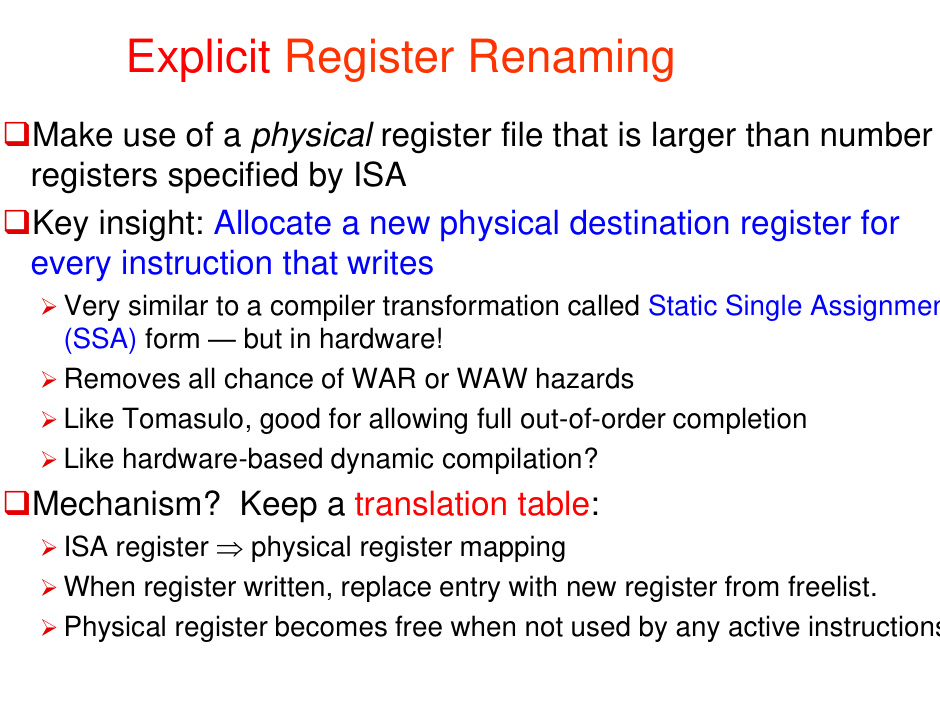 Explicit Register Renaming
❑Make use of a physical register file that is larger than number
registers specified by ISA
❑Key insight: Allocate a new physical destination register for
every instruction that writes
➢ Very similar to a compiler transformation called Static Single Assignmen
(SSA) form — but in hardware!
➢ Removes all chance of WAR or WAW hazards
➢ Like Tomasulo, good for allowing full out-of-order completion
➢ Like hardware-based dynamic compilation?
❑Mechanism? Keep a translation table:
➢ ISA register ⇒ physical register mapping
➢ When register written, replace entry with new register from freelist.
➢ Physical register becomes free when not used by any active instructions